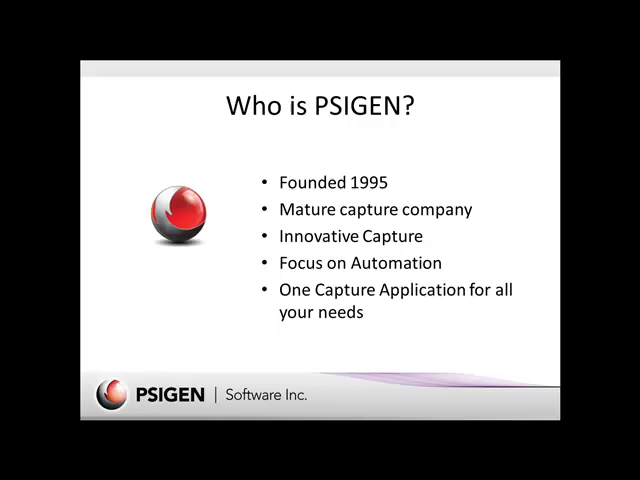 Who is PSIGEN?
• Founded 1995
• Mature capture company
• Innovative Capture
• Focus on Automation
• One Capture Application for all
your needs
PSIGEN | Software Inc.